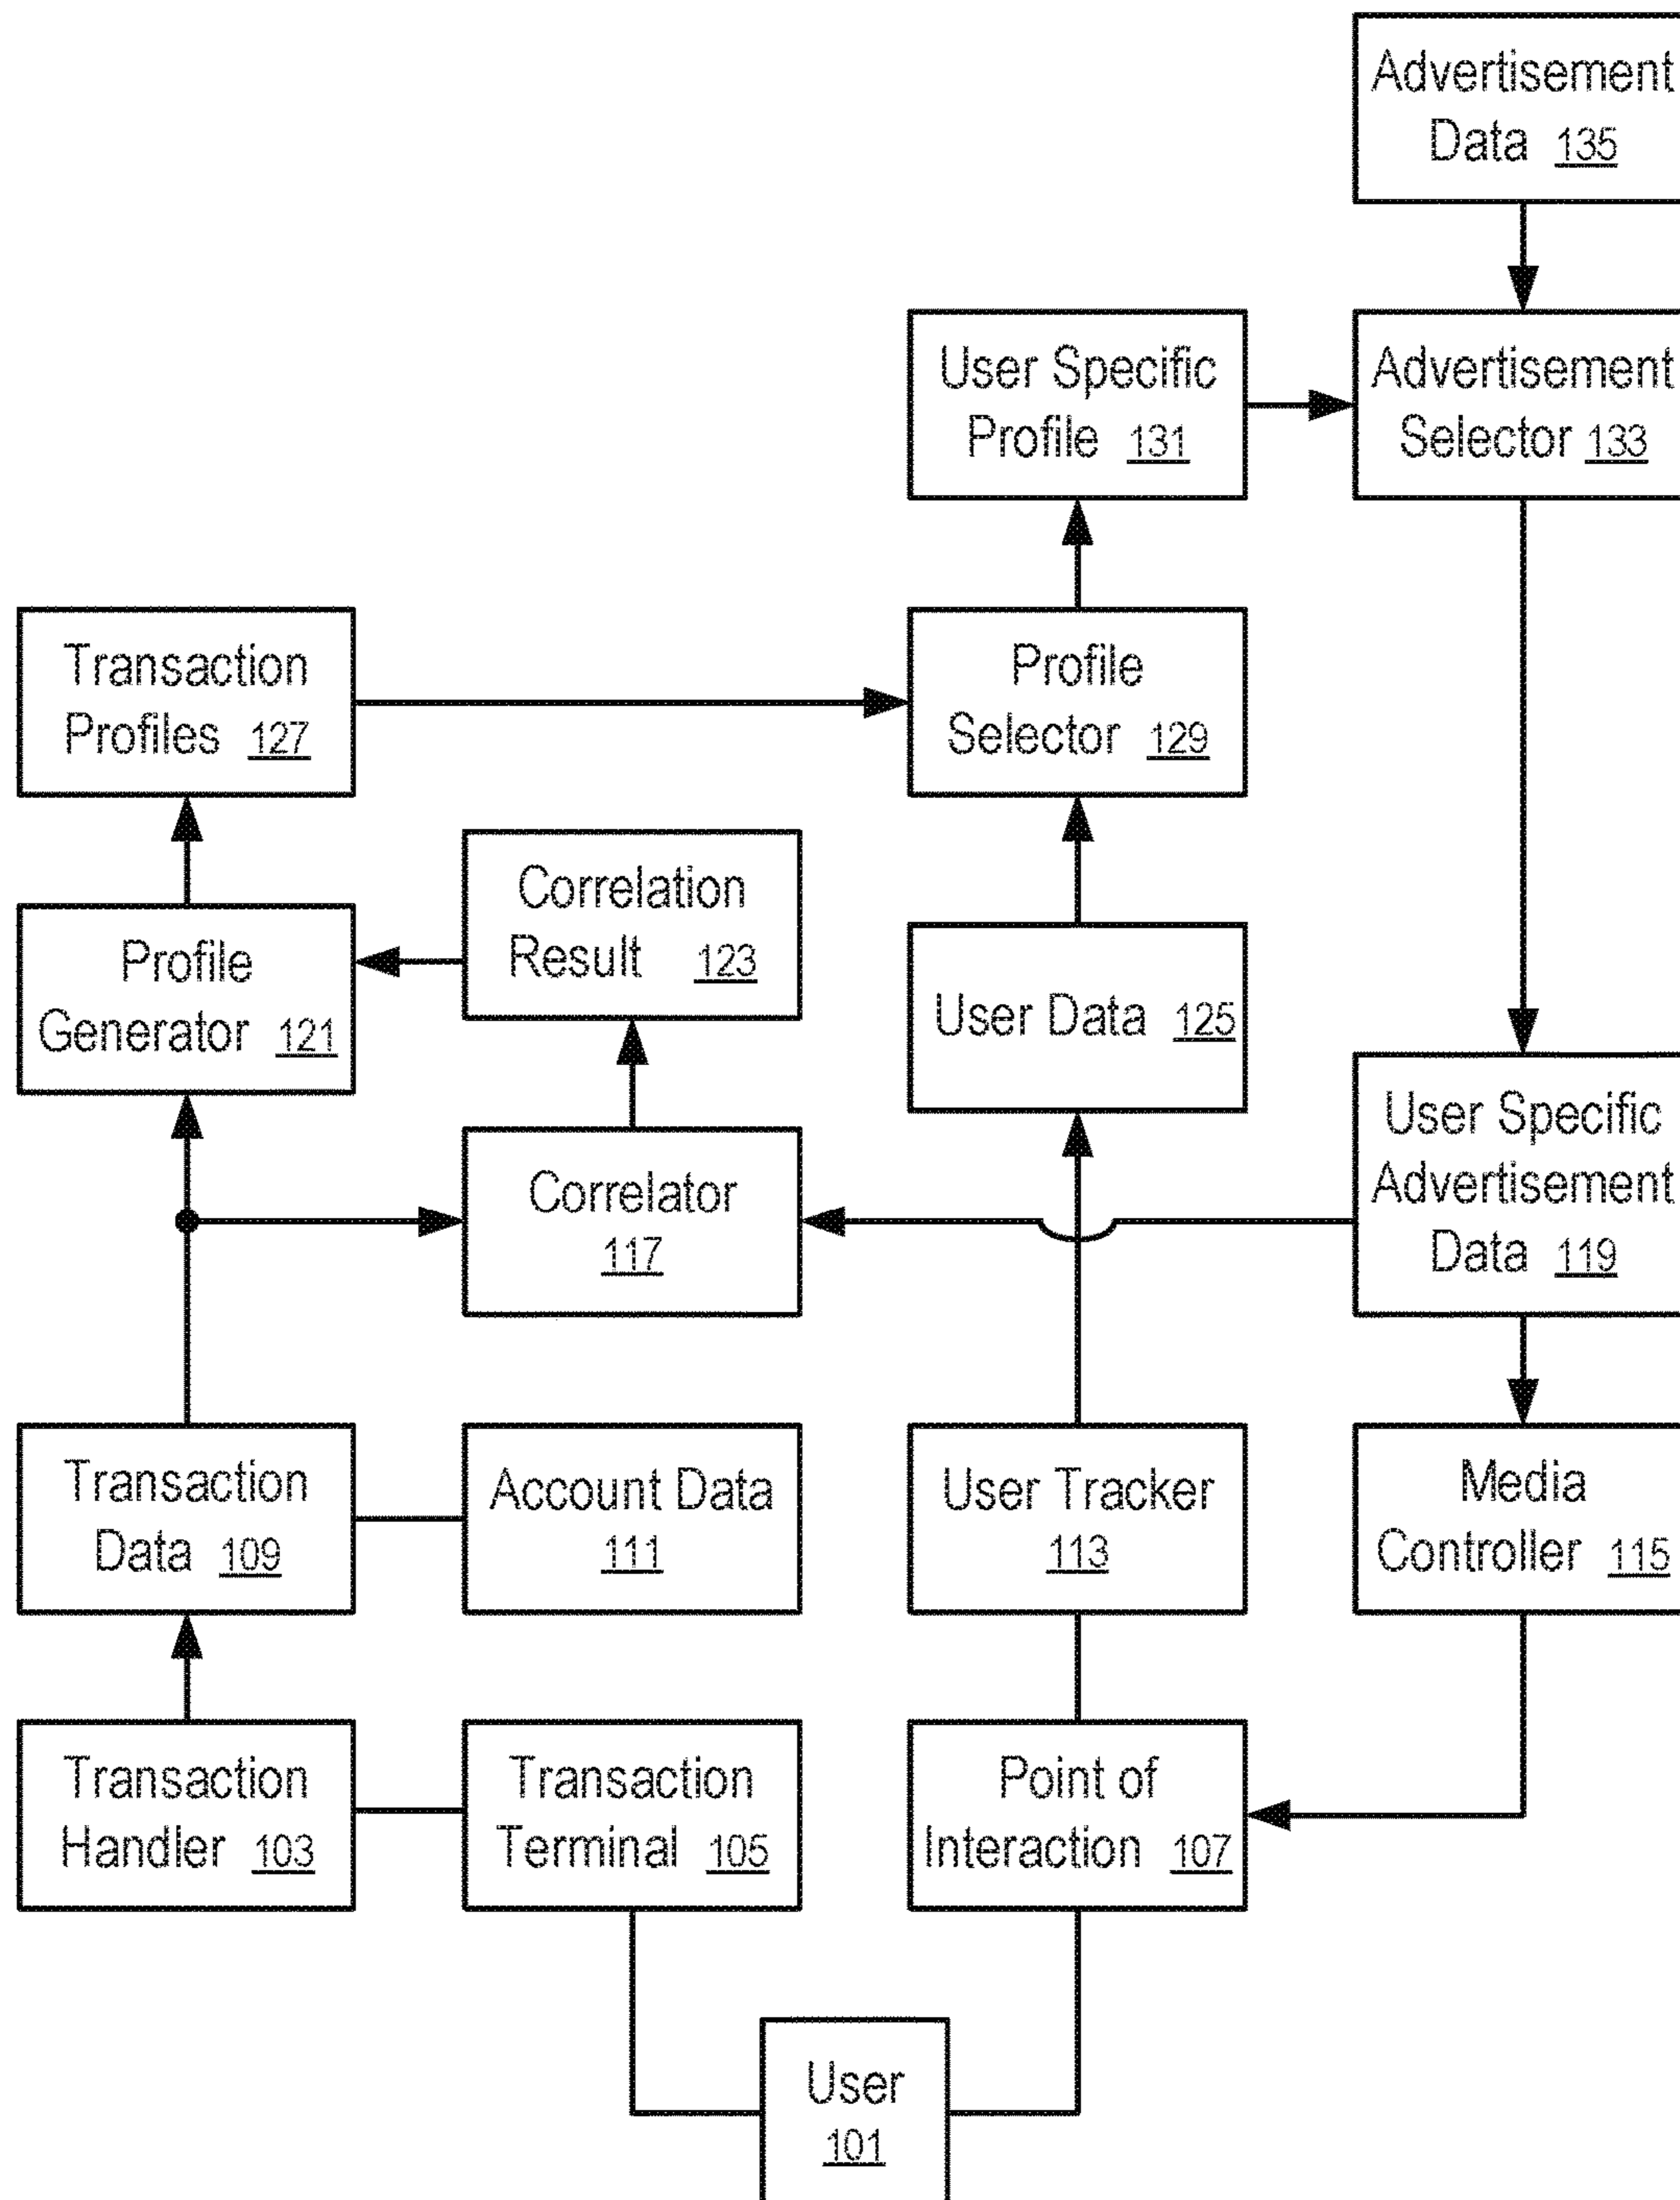 Advertisement
Data 135
User Specific
Profile 131
Advertisement
Selector 133
Transaction
Profiles 127
Profile
Selector 129
Correlation
Result 123
Profile
Generator 121
User Data 125
User Specific
Advertisement
Data 119
Correlator
117
Transaction
Data 109
Account Data
111
User Tracker
113
Media
Controller 115
Transaction
Handler 103
Transaction
Terminal 105
Point of
Interaction 107
User
101